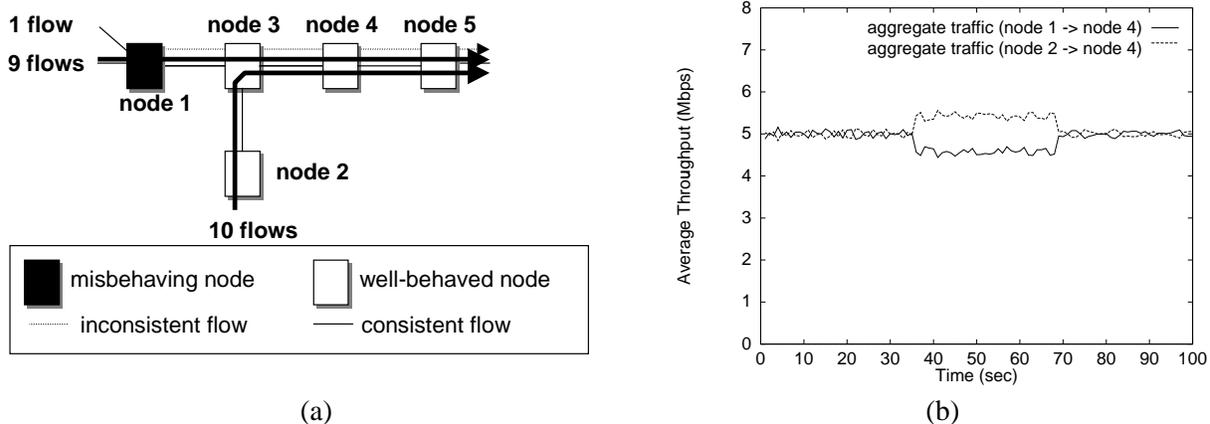 1 flow
9 flows
node 1
node 3
node 4
node 5
node 2
10 flows
misbehaving node
well-behaved node
inconsistent flow
consistent flow
(a)
aggregate traffic (node 1 -> node 4)
aggregate traffic (node 2 -> node 4)
Average Throughput (Mbps)
8
7
6
5
4
3
2
1
0
0 10 20 30 40 50 60 70 80 90 100
Time (sec)
(b)